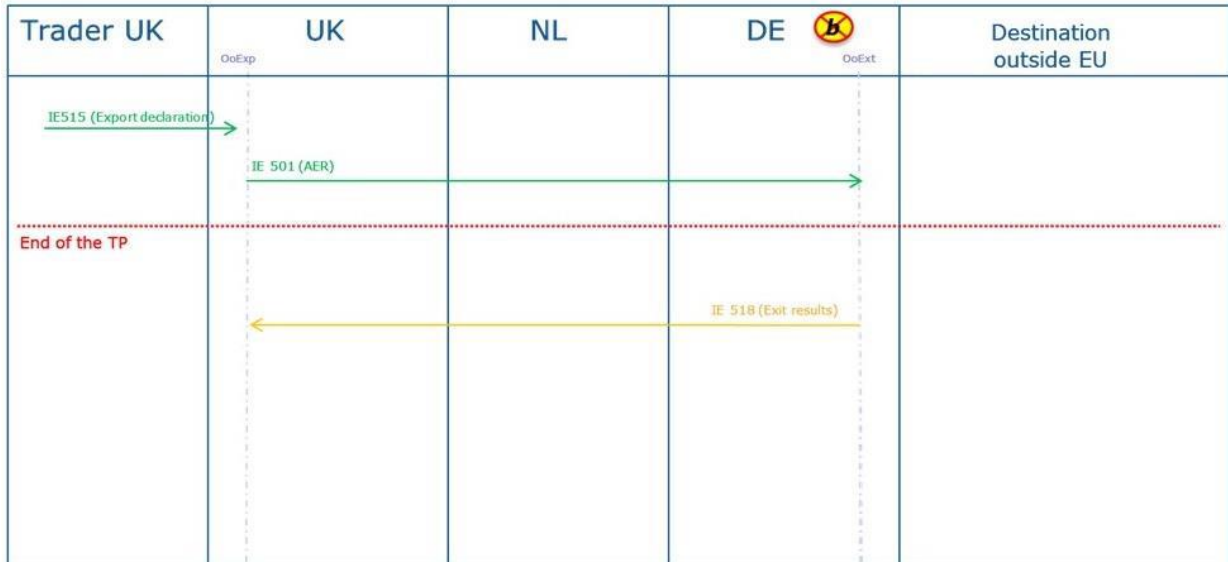 Trader UK
UK
NL
DE
b
Destination
outside EU
OoExp
OoExt
IE515 (Export declaration)
IE 501 (AER)
End of the TP
IE 518 (Exit results)